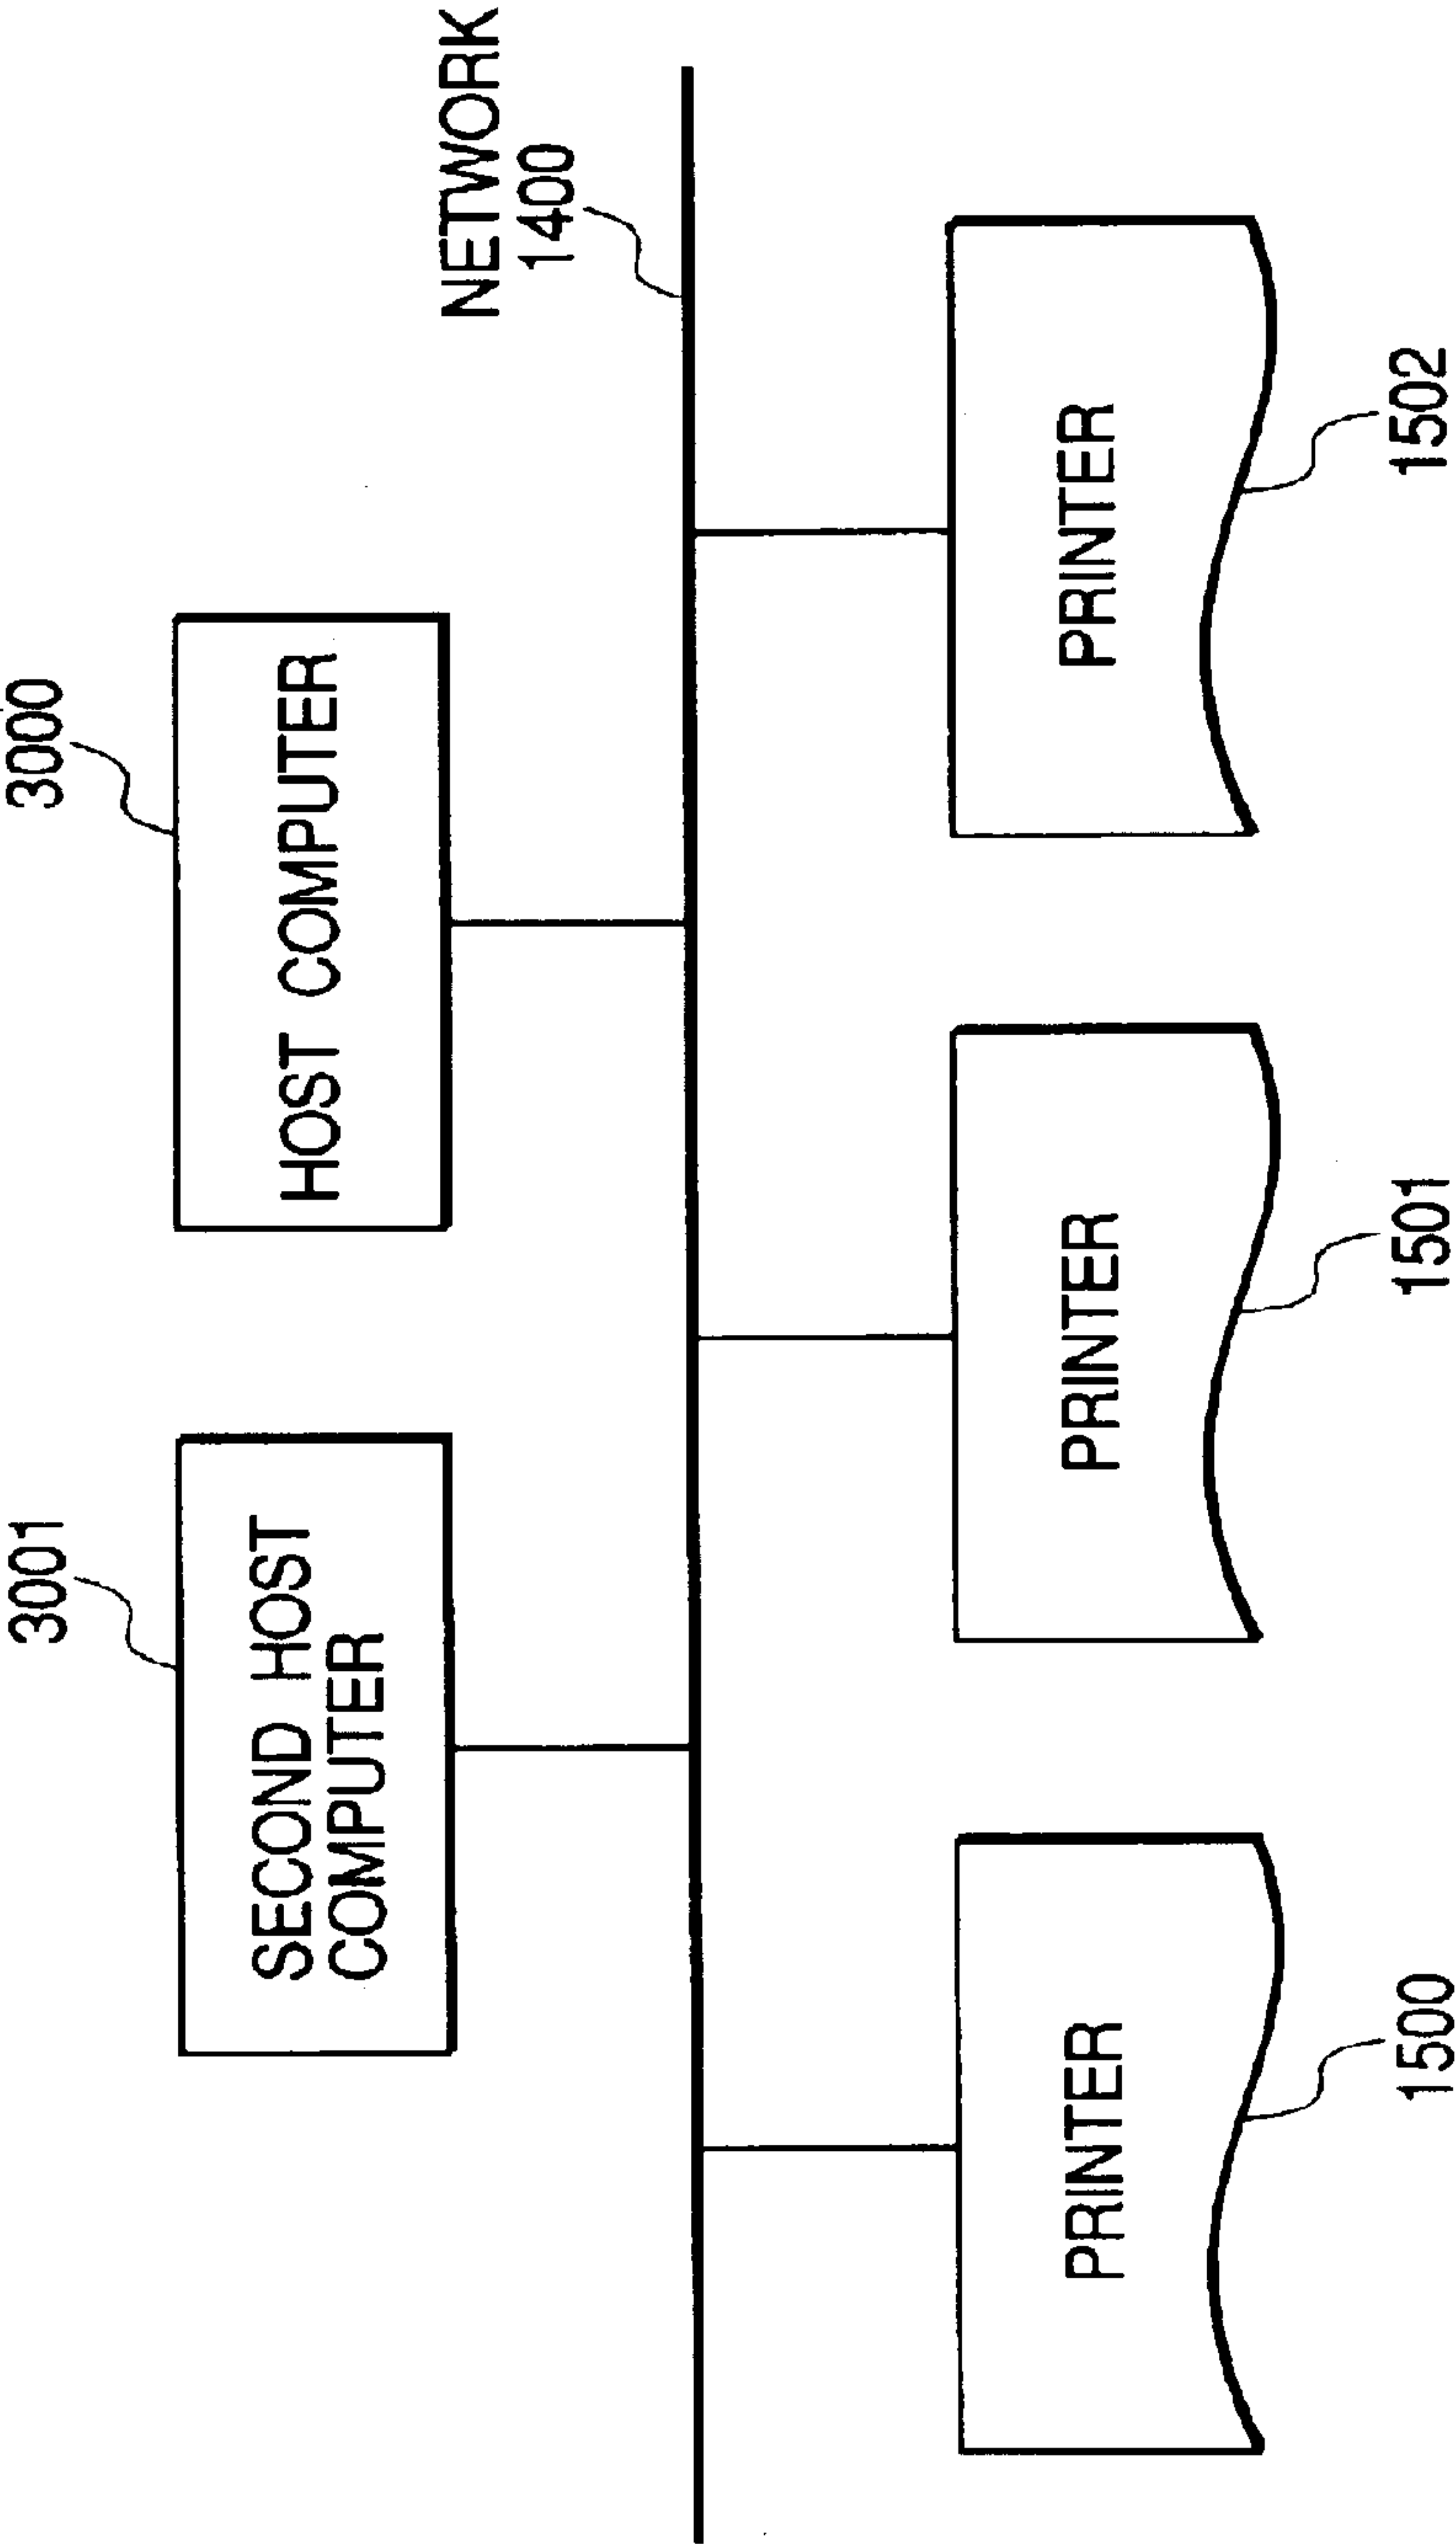 3001
3000
SECOND HOST
COMPUTER
HOST COMPUTER
NETWORK
1400
PRINTER
PRINTER
PRINTER
1500
1501
1502